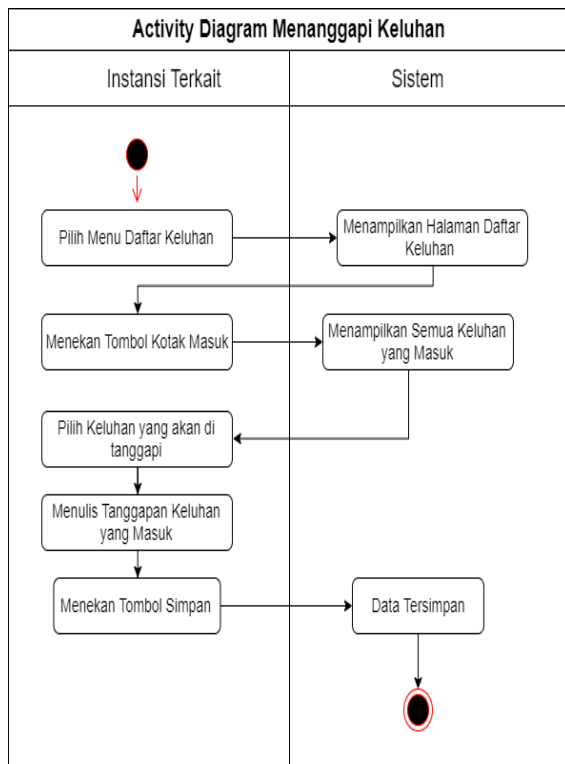 Activity Diagram Menanggapi Keluhan
Instansi Terkait
Sistem
Pilih Menu Daftar Keluhan
Menampilkan Halaman Daftar
Keluhan
Menekan Tombol Kotak Masuk
Menampilkan Semua Keluhan
yang Masuk
Pilih Keluhan yang akan di
tanggapi
Menulis Tanggapan Keluhan
yang Masuk
Menekan Tombol Simpan
Data Tersimpan